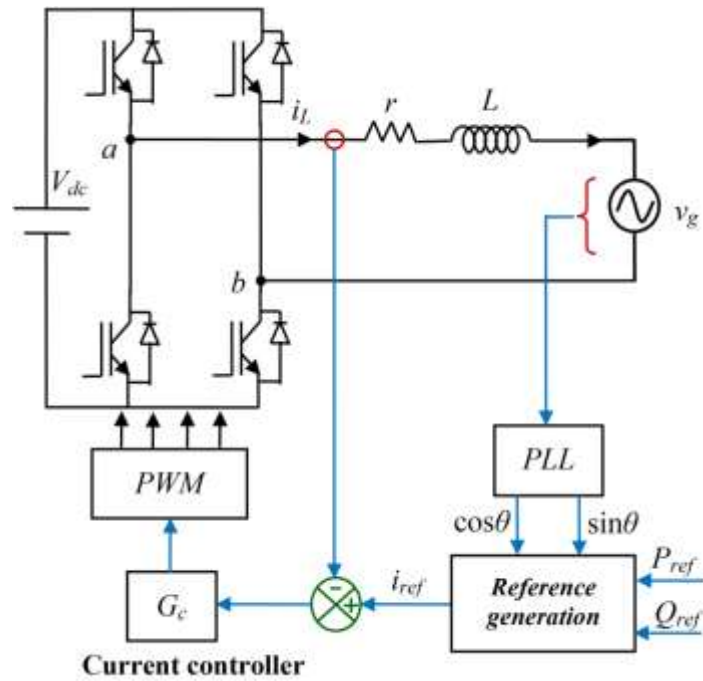 i_L
r
L
a
V_dc
v_g
b
PLL
PWM
cosθ
sinθ
P_ref
-
+
i_ref
Reference
generation
G_c
Q_ref
Current controller